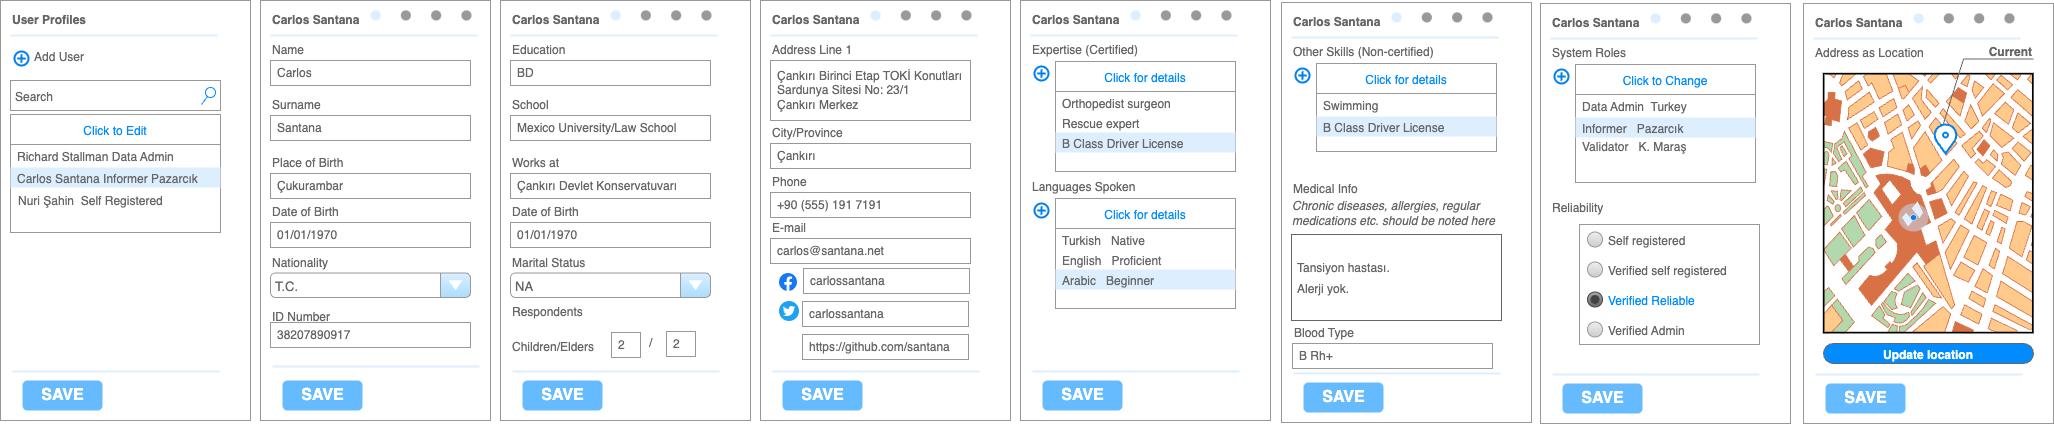 User Profiles
Add User
Search
Click to Edit
Richard Stallman Data Admin
Carlos Santana Informer Pazarcık
Nuri Şahin Self Registered
SAVE
Carlos Santana
Name
Carlos
Surname
Santana
Place of Birth
Çukurambar
Date of Birth
01/01/1970
Nationality
T.C.
ID Number
38207890917
SAVE
Carlos Santana
Education
BD
School
Mexico University/Law School
Works at
Çankırı Devlet Konservatuvarı
Date of Birth
01/01/1970
Marital Status
NA
Respondents
Children/Elders 2 / 2
SAVE
Carlos Santana
Address Line 1
Çankırı Birinci Etap TOKİ Konutları
Sardunya Sitesi No: 23/1
Çankırı Merkez
City/Province
Çankırı
Phone
+90 (555) 191 7191
E-mail
carlos@santana.net
carlossantana
carlossantana
https://github.com/santana
SAVE
Carlos Santana
Expertise (Certified)
Click for details
Orthopedist surgeon
Rescue expert
B Class Driver License
Languages Spoken
Click for details
Turkish Native
English Proficient
Arabic Beginner
SAVE
Carlos Santana
Other Skills (Non-certified)
Click for details
Swimming
B Class Driver License
Medical Info
Chronic diseases, allergies, regular
medications etc. should be noted here
Tansiyon hastası.
Alerji yok.
Blood Type
B Rh+
SAVE
Carlos Santana
System Roles
Click to Change
Data Admin Turkey
Informer Pazarcık
Validator K. Maraş
Reliability
Self registered
Verified self registered
Verified Reliable
Verified Admin
SAVE
Carlos Santana
Address as Location
Current
Update location
SAVE